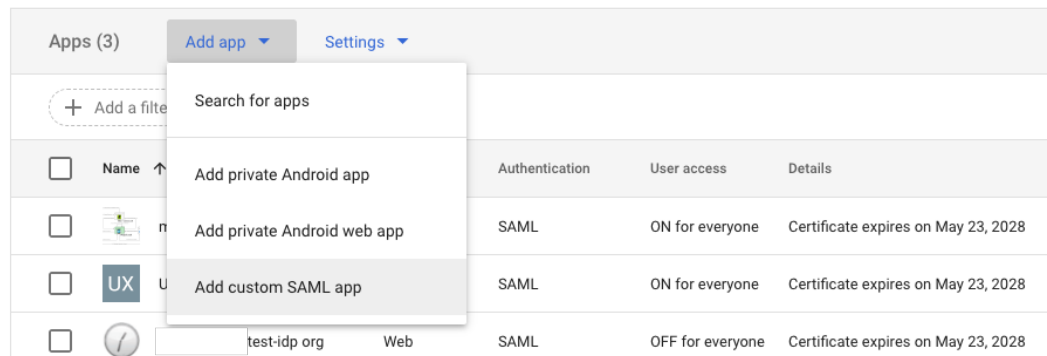 Apps (3) Add app Settings
Search for apps
Add a filte
Name Authentication User access Details
Add private Android app
Add private Android web app
m SAML ON for everyone Certificate expires on May 23, 2028
UX U SAML ON for everyone Certificate expires on May 23, 2028
Add custom SAML app
test-idp org Web SAML OFF for everyone Certificate expires on May 23, 2028